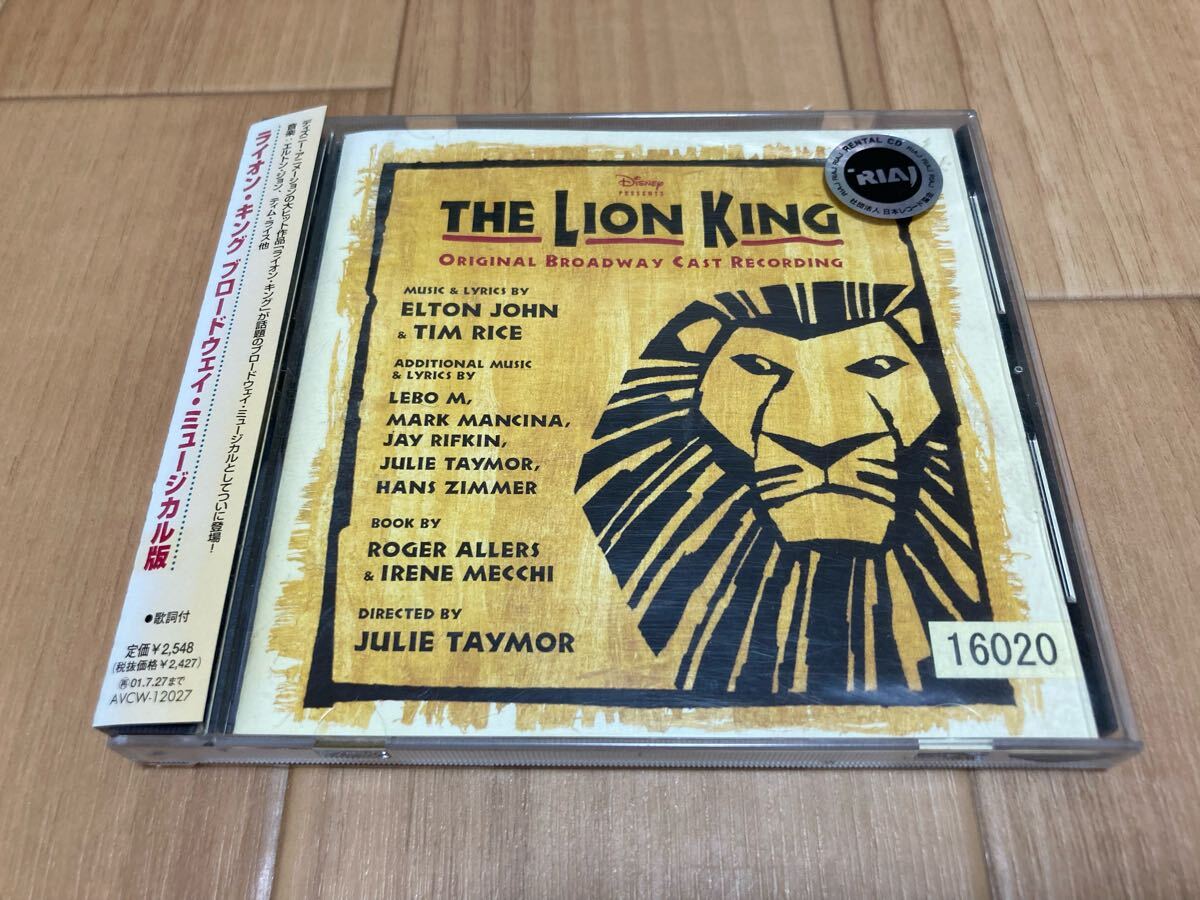 ディズニー・アニメーションの大ヒット作品「ライオン・キング」が話題のブロードウェイ・ミュージカルとしてついに登場!
音楽:エルトン・ジョン、ティム・ライス他
ライオン・キング ブロードウェイ・ミュージカル版
●歌詞付
定価¥2,548
(税抜価格¥2,427)
再01.7.27まで
AVCW-12027
DISNEY
PRESENTS
THE LION KING
ORIGINAL BROADWAY CAST RECORDING
MUSIC & LYRICS BY
ELTON JOHN
& TIM RICE
ADDITIONAL MUSIC
& LYRICS BY
LEBO M,
MARK MANCINA,
JAY RIFKIN,
JULIE TAYMOR,
HANS ZIMMER
BOOK BY
ROGER ALLERS
& IRENE MECCHI
DIRECTED BY
JULIE TAYMOR
RENTAL CD
RIAJ RIAJ RIAJ
RIAJ
社団法人 日本レコード
16020